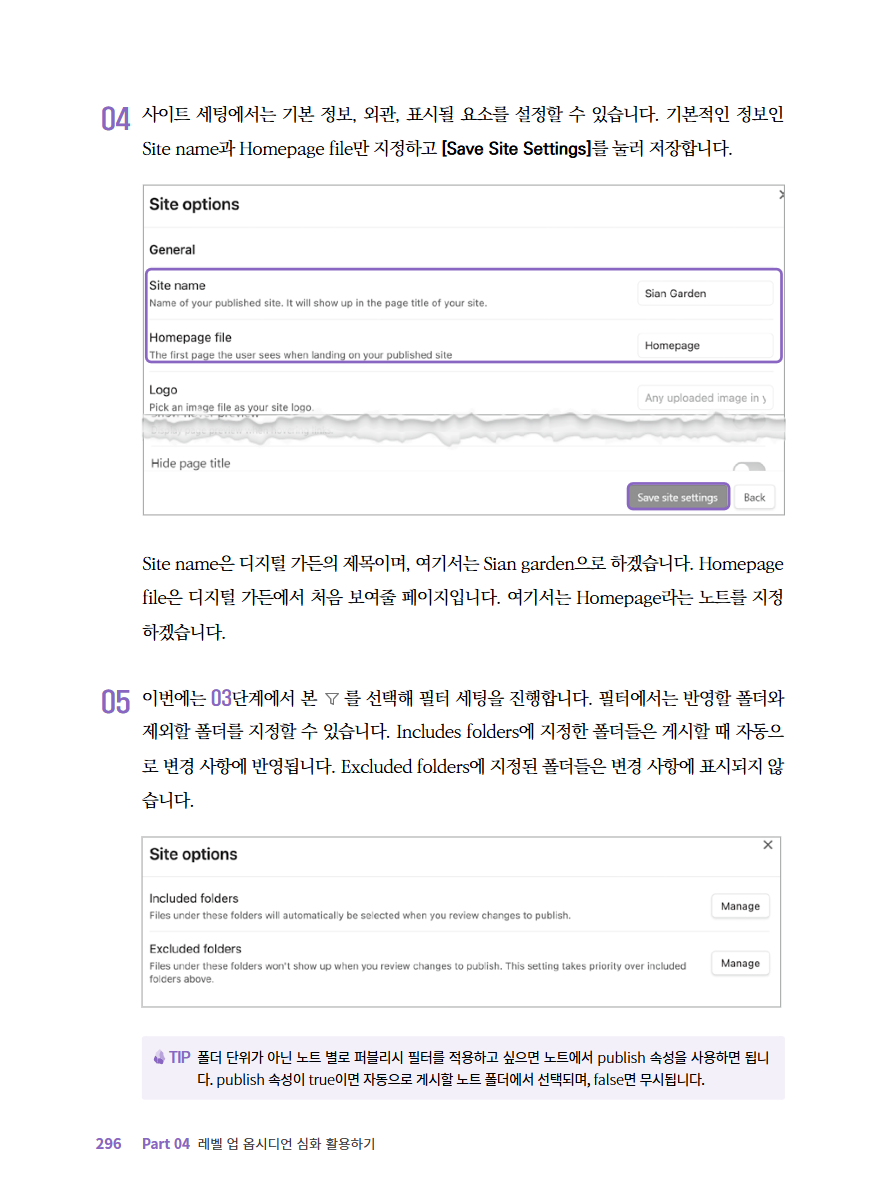 04 사이트 세팅에서는 기본 정보, 외관, 표시될 요소를 설정할 수 있습니다. 기본적인 정보인
Site name과 Homepage file만 지정하고 [Save Site Settings]를 눌러 저장합니다.
Site options
General
Site name
Name of your published site. It will show up in the page title of your site.
Sian Garden
Homepage file
The first page the user sees when landing on your published site
Homepage
Logo
Pick an image file as your site logo.
Any uploaded image in y
Hide page title
Save site settings
Back
Site name은 디지털 가든의 제목이며, 여기서는 Sian garden으로 하겠습니다. Homepage
file은 디지털 가든에서 처음 보여줄 페이지입니다. 여기서는 Homepage라는 노트를 지정
하겠습니다.
05 이번에는 03단계에서 본 를 선택해 필터 세팅을 진행합니다. 필터에서는 반영할 폴더와
제외할 폴더를 지정할 수 있습니다. Includes folders에 지정한 폴더들은 게시할 때 자동으
로 변경 사항에 반영됩니다. Excluded folders에 지정된 폴더들은 변경 사항에 표시되지 않
습니다.
Site options
Included folders
Files under these folders will automatically be selected when you review changes to publish.
Manage
Excluded folders
Files under these folders won't show up when you review changes to publish. This setting takes priority over included
folders above.
Manage
TIP 폴더 단위가 아닌 노트 별로 퍼블리시 필터를 적용하고 싶으면 노트에서 publish 속성을 사용하면 됩니
다. publish 속성이 true이면 자동으로 게시할 노트 폴더에서 선택되며, false면 무시됩니다.
296 Part 04 레벨 업 옵시디언 심화 활용하기